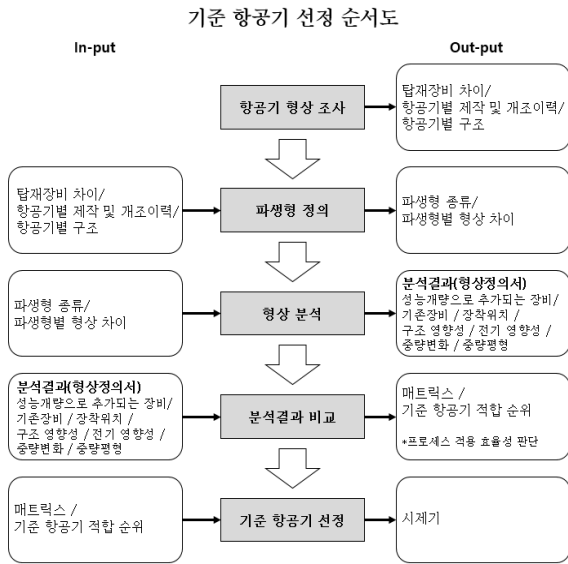 기준 항공기 선정 순서도
In-put
Out-put
항공기 형상 조사
탑재장비 차이/
항공기별 제작 및 개조이력/
항공기별 구조
탑재장비 차이/
항공기별 제작 및 개조이력/
항공기별 구조
파생형 정의
파생형 종류/
파생형별 형상 차이
파생형 종류/
파생형별 형상 차이
형상 분석
분석결과(형상정의서)
성능개량으로 추가되는 장비/
기존장비 / 장착위치 /
구조 영향성 / 전기 영향성 /
중량변화 / 중량평형
분석결과(형상정의서)
성능개량으로 추가되는 장비/
기존장비 / 장착위치 /
구조 영향성 / 전기 영향성 /
중량변화 / 중량평형
분석결과 비교
매트릭스 /
기준 항공기 적합 순위
*프로세스 적용 효율성 판단
매트릭스 /
기준 항공기 적합 순위
기준 항공기 선정
시제기